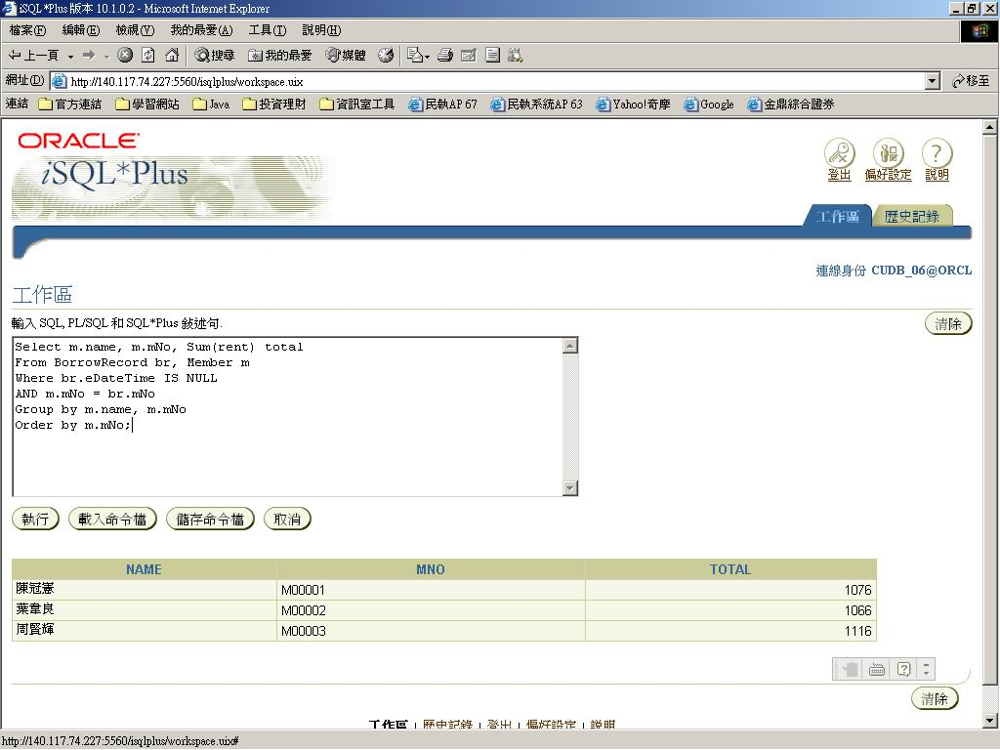 iSQL*Plus 版本 10.1.0.2 - Microsoft Internet Explorer
檔案(F) 編輯(E) 檢視(V) 我的最愛(A) 工具(T) 說明(H)
上一頁 搜尋 我的最愛 媒體
網址(D) http://140.117.74.227:5560/isqlplus/workspace.uix 移至
連結 官方連結 學習網站 Java 投資理財 資訊室工具 民執AP 67 民執系統AP 63 Yahoo!奇摩 Google 金鼎綜合證券
ORACLE
iSQL*Plus
登出 偏好設定 說明
工作區 歷史記錄
連線身份 CUDB_06@ORCL
工作區
輸入 SQL, PL/SQL 和 SQL*Plus 敘述句.
清除
Select m.name, m.mNo, Sum(rent) total
From BorrowRecord br, Member m
Where br.eDateTime IS NULL
AND m.mNo = br.mNo
Group by m.name, m.mNo
Order by m.mNo;
執行 載入命令檔 儲存命令檔 取消
NAME MNO TOTAL
陳冠憲 M00001 1076
葉韋良 M00002 1066
周賢輝 M00003 1116
清除
工作區 | 歷史記錄 | 登出 | 偏好設定 | 說明
http://140.117.74.227:5560/isqlplus/workspace.uix#